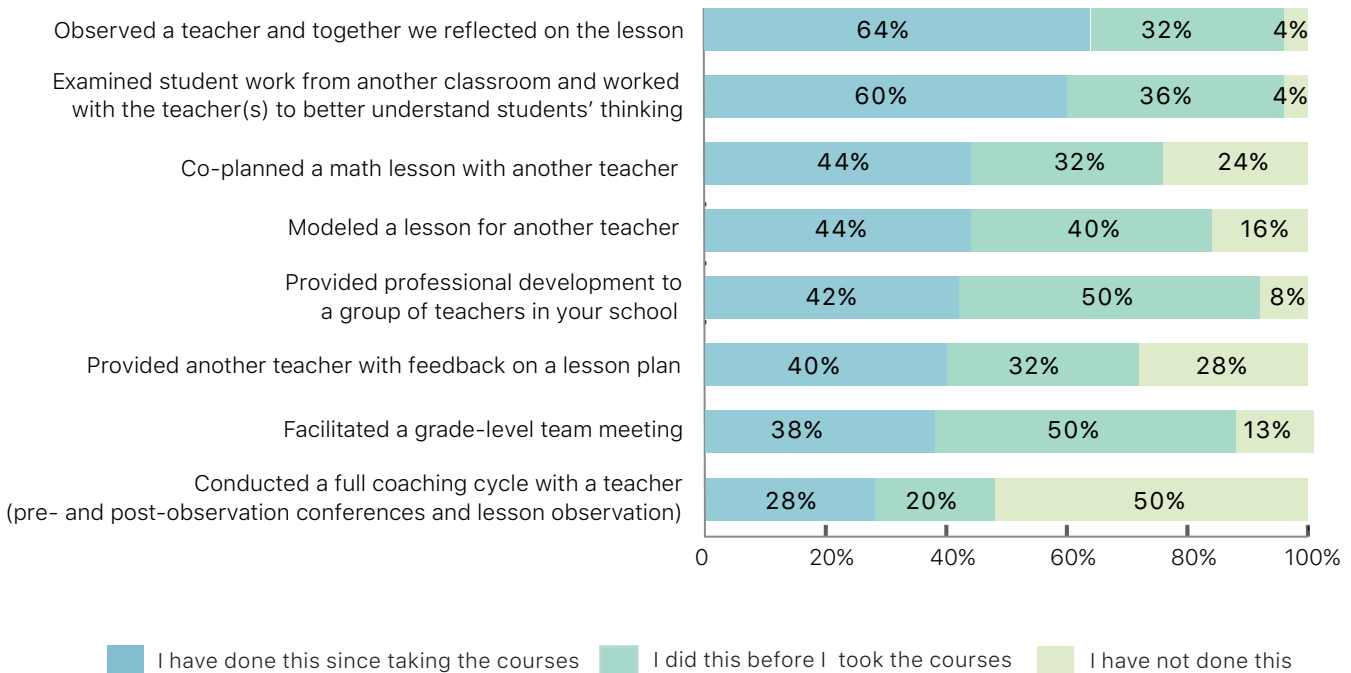 Observed a teacher and together we reflected on the lesson
64% 32% 4%
Examined student work from another classroom and worked
with the teacher(s) to better understand students’ thinking
60% 36% 4%
Co-planned a math lesson with another teacher
44% 32% 24%
Modeled a lesson for another teacher
44% 40% 16%
Provided professional development to
a group of teachers in your school
42% 50% 8%
Provided another teacher with feedback on a lesson plan
40% 32% 28%
Facilitated a grade-level team meeting
38% 50% 13%
Conducted a full coaching cycle with a teacher
(pre- and post-observation conferences and lesson observation)
28% 20% 50%
0 20% 40% 60% 80% 100%
I have done this since taking the courses I did this before I took the courses I have not done this